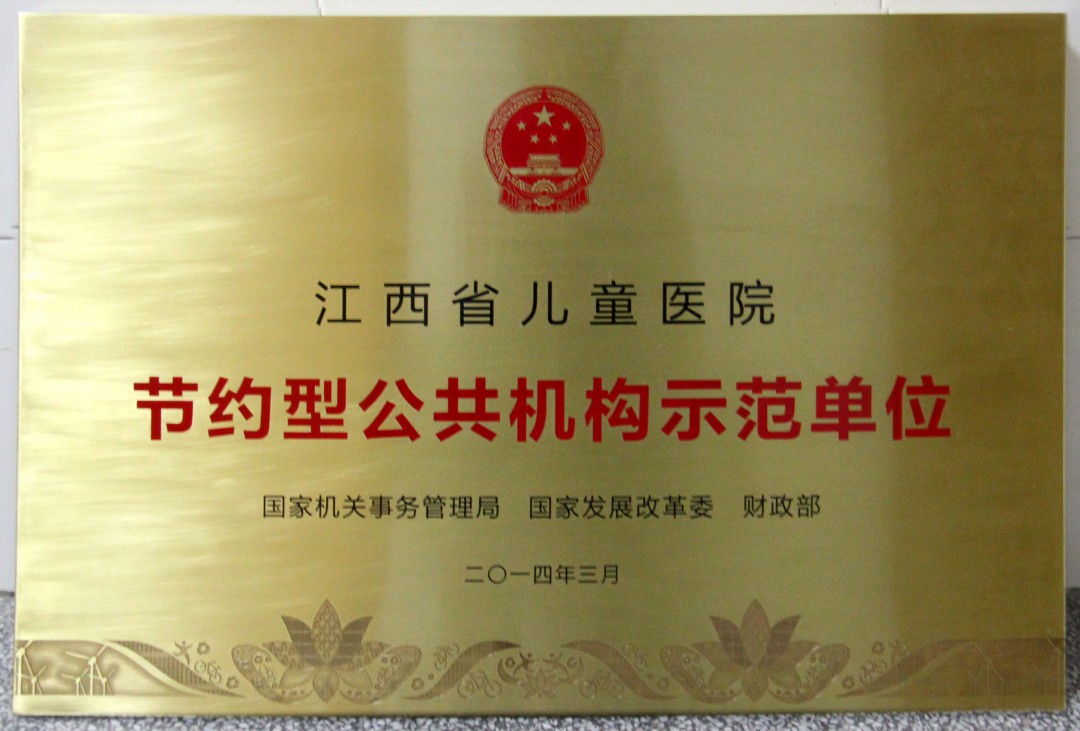 江西省儿童医院
节约型公共机构示范单位
国家机关事务管理局 国家发展改革委 财政部
二〇一四年三月